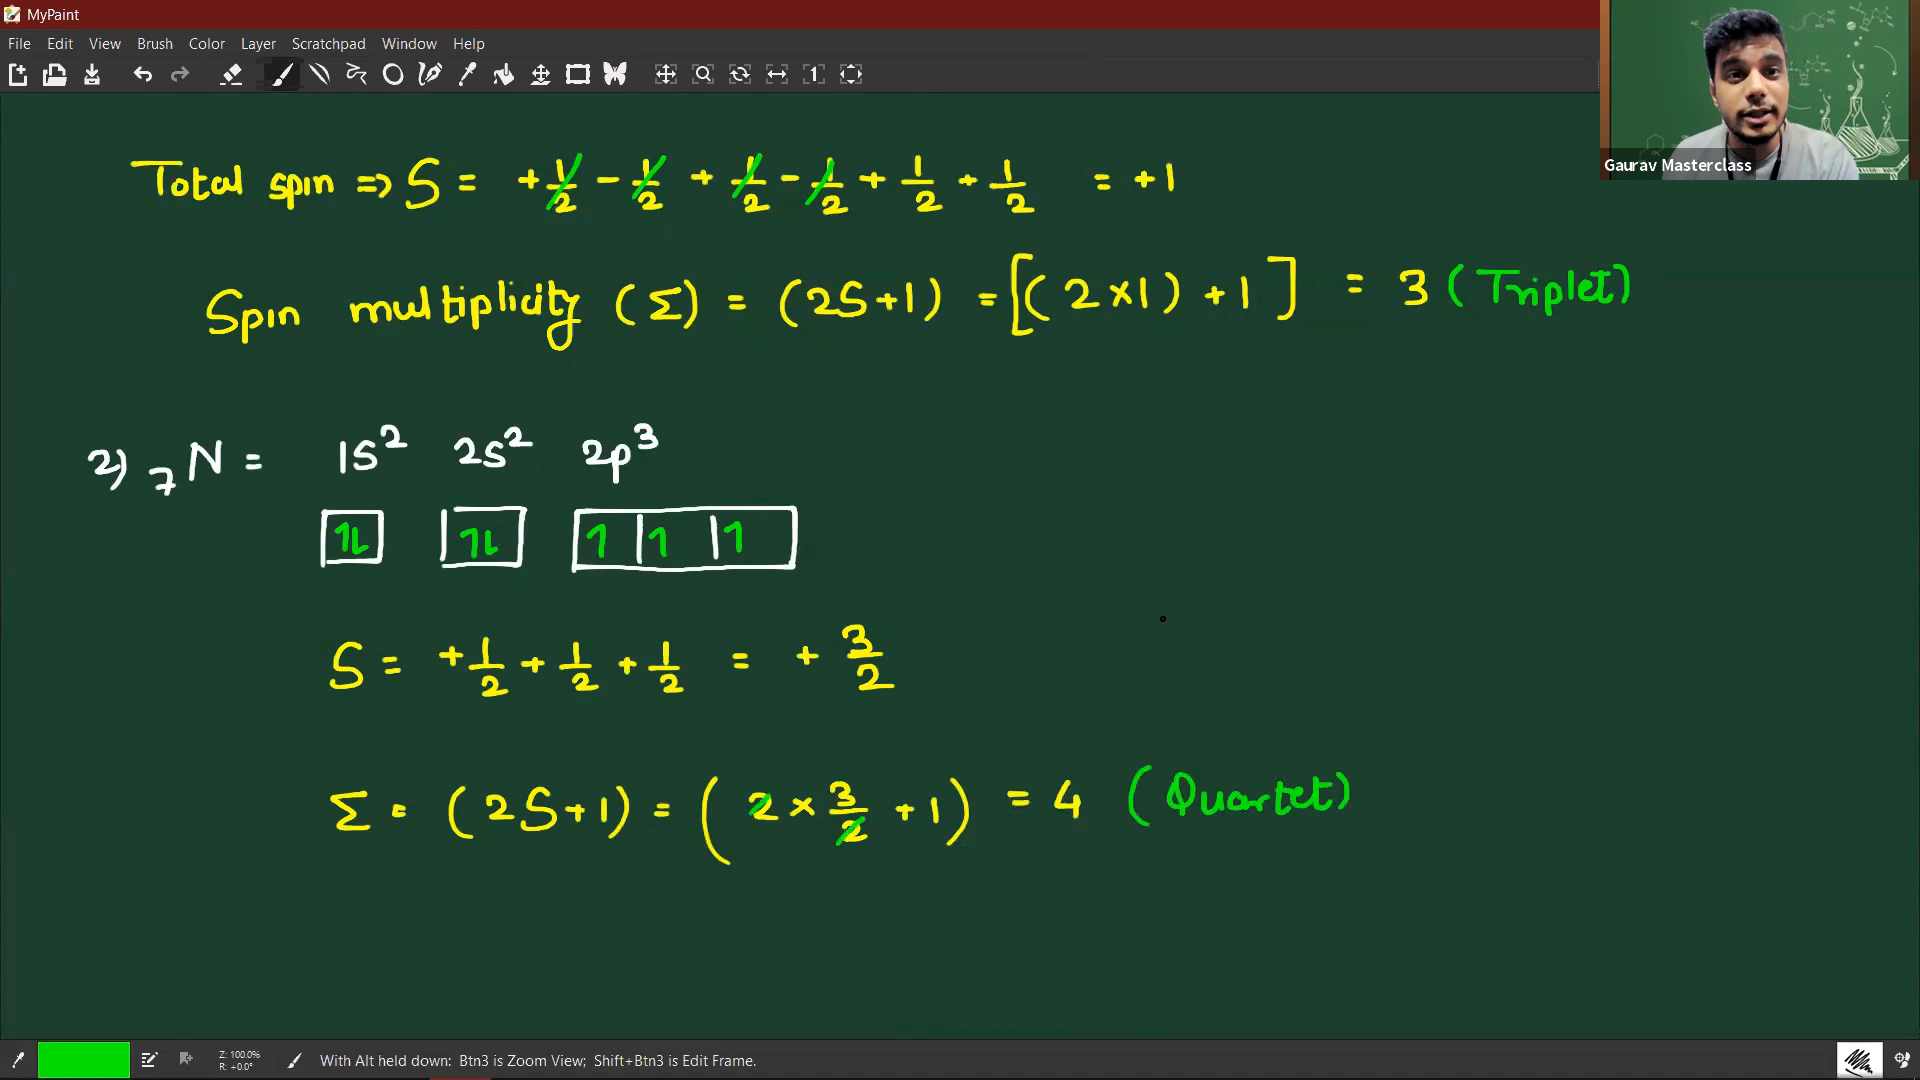 MyPaint
File Edit View Brush Color Layer Scratchpad Window Help
Gaurav Masterclass
Total spin => S = +1/2 - 1/2 + 1/2 - 1/2 + 1/2 + 1/2 = +1
Spin multiplicity (Σ) = (2S+1) = [(2×1) + 1] = 3 (Triplet)
2) ₇N = 1S² 2S² 2p³
↿⇂ ↿⇂ ↿ ↿ ↿
S = +1/2 + 1/2 + 1/2 = + 3/2
Σ = (2S+1) = (2 × 3/2 + 1) = 4 (Quartet)
Z: 100.0%
R: +0.0°
With Alt held down: Btn3 is Zoom View; Shift+Btn3 is Edit Frame.